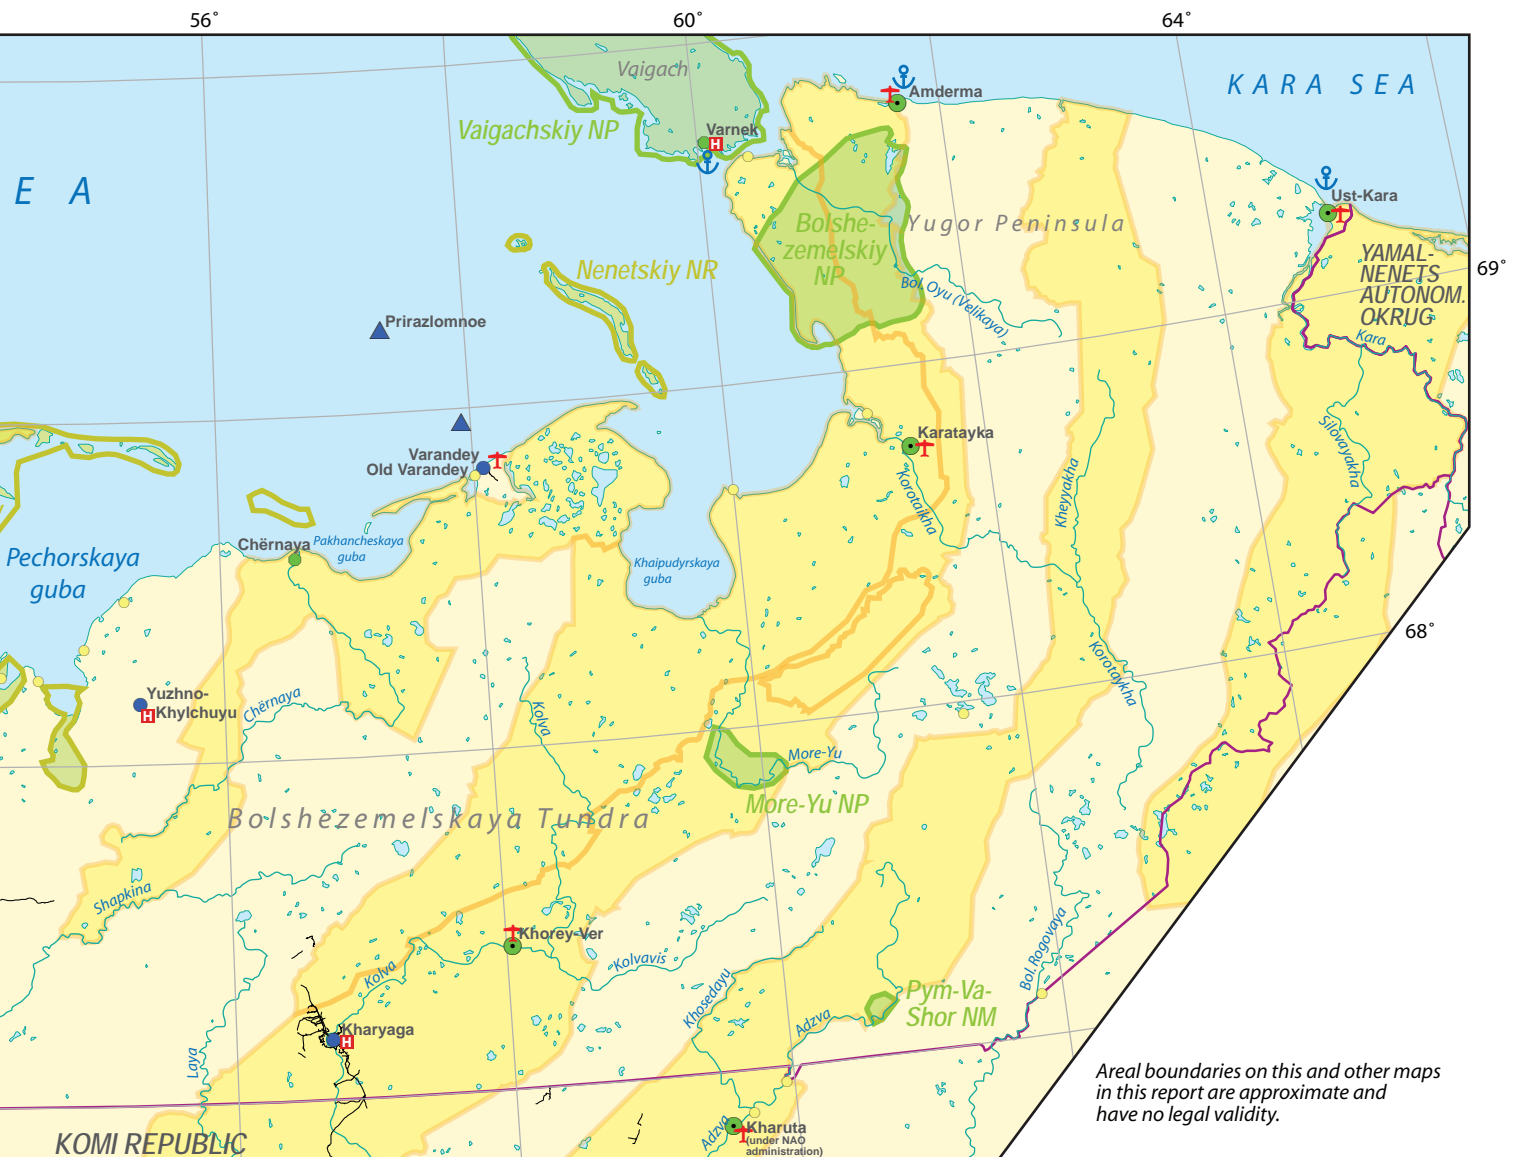 56°
60°
64°
Vaigach
KARA SEA
Amderma
Vaigachskiy NP
Varnek
H
E A
Ust-Kara
Bolshe-
zemelskiy
NP
Yugor Peninsula
YAMAL-
NENETS
AUTONOM.
OKRUG
69°
Nenetskiy NR
Bol. Oyu (Velikaya)
Prirazlomnoe
Kara
Silovayakha
Karatayka
Varandey
Old Varandey
Korotaikha
Kheyyakha
Chërnaya
Pakhancheskaya
guba
Khaipudyrskaya
guba
Pechorskaya
guba
68°
Korotaykha
Yuzhno-
Khylchuyu
H
Chërnaya
Kolva
More-Yu
More-Yu NP
Bolshezemelskaya Tundra
Shapkina
Khorey-Ver
Kolva
Kolvavis
Khosedayu
Bol. Rogovaya
Pym-Va-
Shor NM
Adzva
Kharyaga
H
Laya
Areal boundaries on this and other maps
in this report are approximate and
have no legal validity.
KOMI REPUBLIC
Adzva
Kharuta
(under NAO
administration)